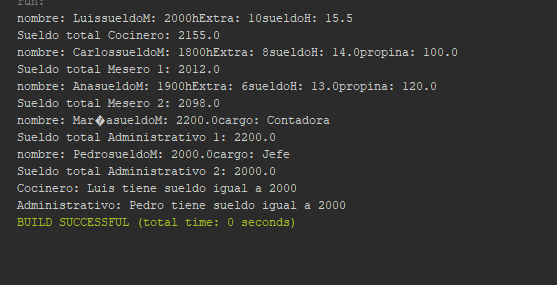 run:
nombre: LuissueldoM: 2000hExtra: 10sueldoH: 15.5
Sueldo total Cocinero: 2155.0
nombre: CarlossueldoM: 1800hExtra: 8sueldoH: 14.0propina: 100.0
Sueldo total Mesero 1: 2012.0
nombre: AnasueldoM: 1900hExtra: 6sueldoH: 13.0propina: 120.0
Sueldo total Mesero 2: 2098.0
nombre: Mar�asueldoM: 2200.0cargo: Contadora
Sueldo total Administrativo 1: 2200.0
nombre: PedrosueldoM: 2000.0cargo: Jefe
Sueldo total Administrativo 2: 2000.0
Cocinero: Luis tiene sueldo igual a 2000
Administrativo: Pedro tiene sueldo igual a 2000
BUILD SUCCESSFUL (total time: 0 seconds)